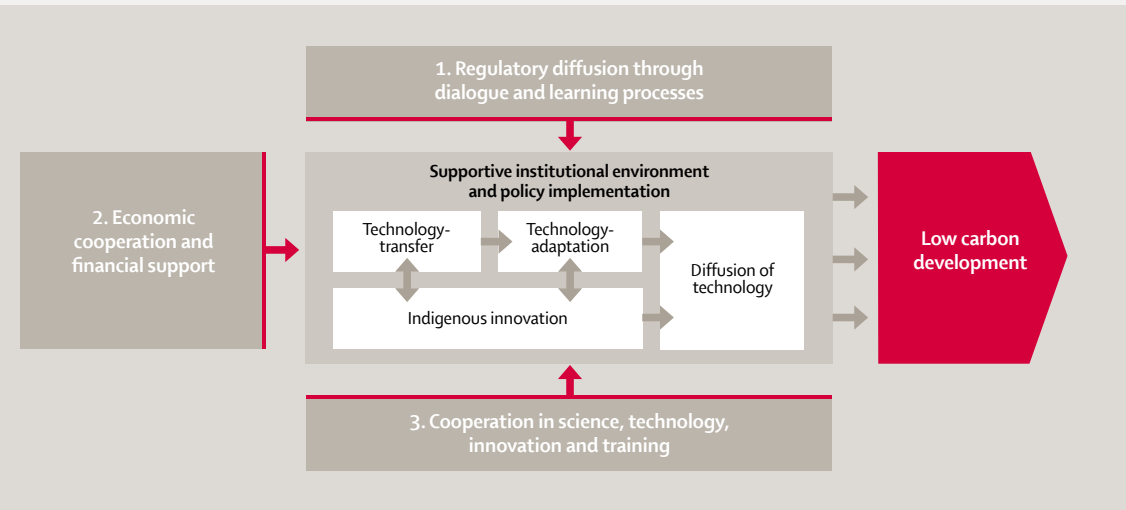 1. Regulatory diffusion through
dialogue and learning processes
2. Economic
cooperation and
financial support
Supportive institutional environment
and policy implementation
Technology-
transfer
Technology-
adaptation
Diffusion of
technology
Indigenous innovation
Low carbon
development
3. Cooperation in science, technology,
innovation and training